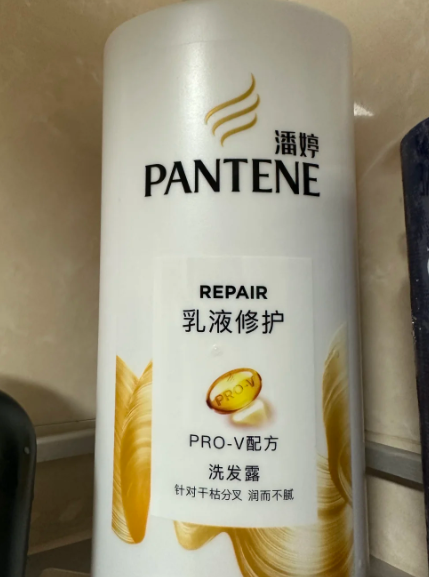 潘婷
PANTENE
REPAIR
乳液修护
PRO-V
PRO-V配方
洗发露
针对干枯分叉 润而不腻